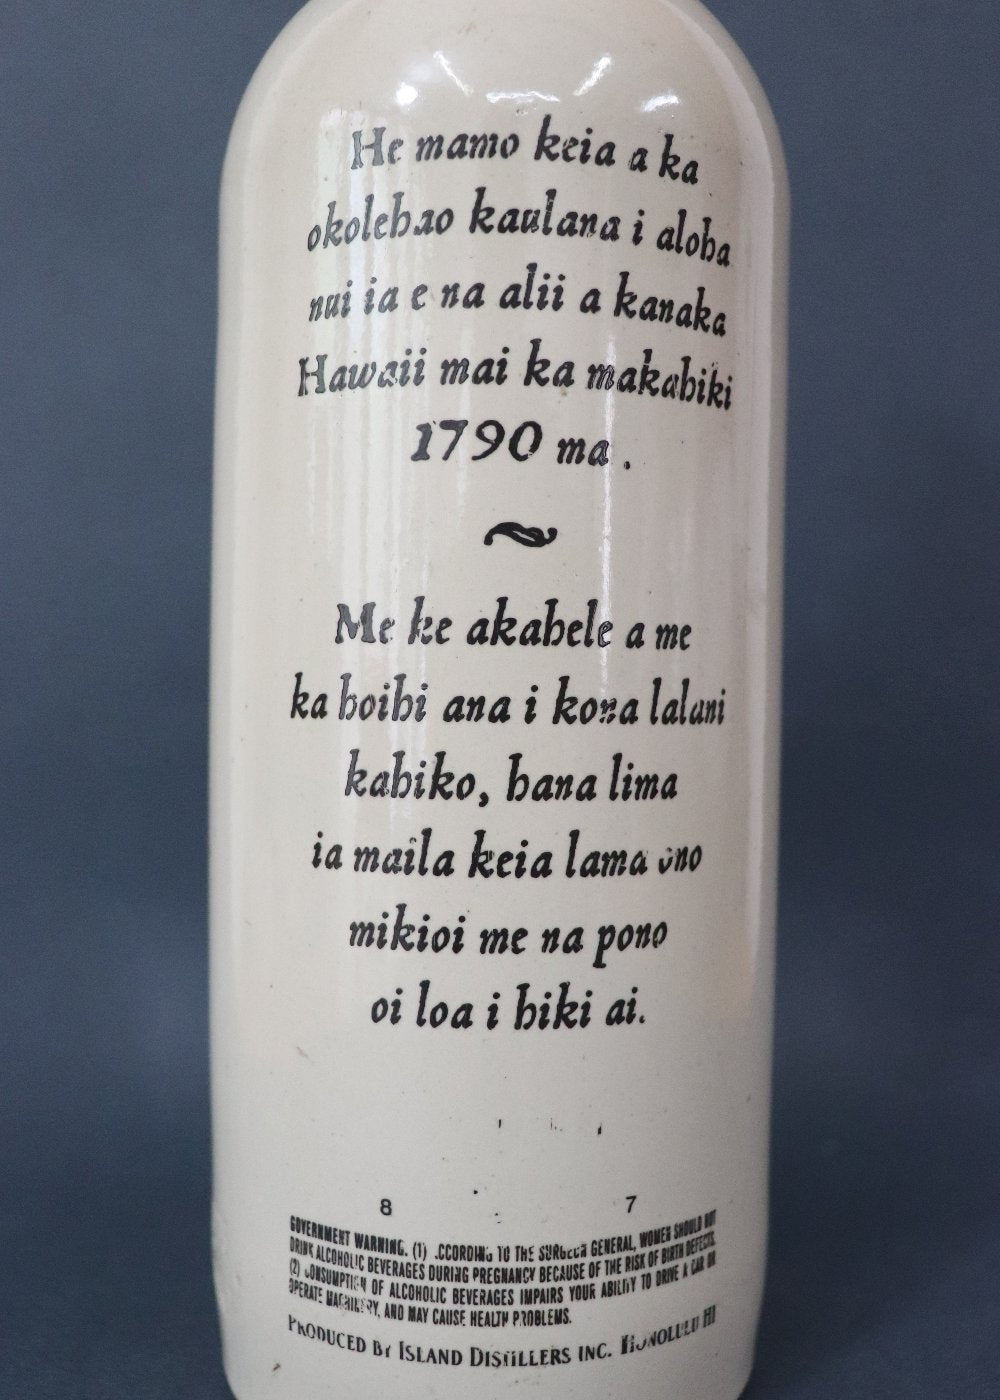 He mamo keia a ka
okolehao kaulana i aloha
nui ia e na alii a kanaka
Hawaii mai ka makahiki
1790 ma .
Me ke akahele a me
ka hoihi ana i kona lalani
kahiko, hana lima
ia maila keia lama ono
mikioi me na pono
oi loa i hiki ai.
8 7
GOVERNMENT WARNING. (1) ACCORDING TO THE SURGEON GENERAL, WOMEN SHOULD NOT
DRINK ALCOHOLIC BEVERAGES DURING PREGNANCY BECAUSE OF THE RISK OF BIRTH DEFECTS.
(2) CONSUMPTION OF ALCOHOLIC BEVERAGES IMPAIRS YOUR ABILITY TO DRIVE A CAR OR
OPERATE MACHINERY, AND MAY CAUSE HEALTH PROBLEMS.
PRODUCED BY ISLAND DISTILLERS INC. HONOLULU HI